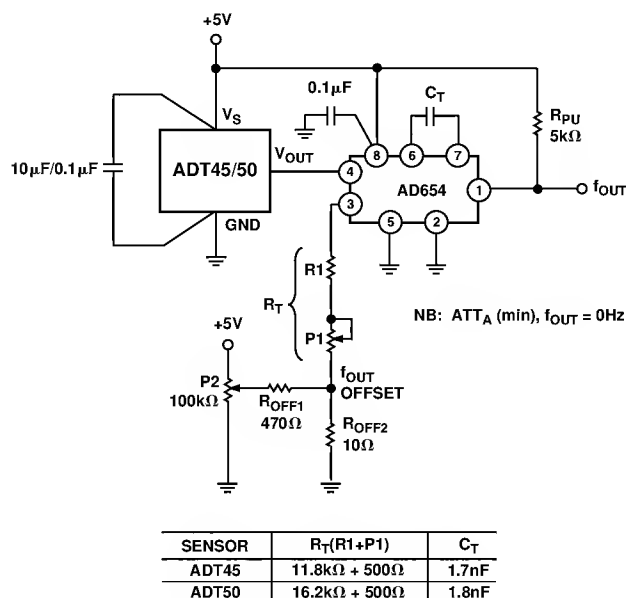 +5V
0.1µF
C_T
R_PU
5kΩ
V_S
10µF/0.1µF
ADT45/50
V_OUT
8
6
7
4
AD654
1
f_OUT
3
GND
5
2
R1
R_T
NB: ATT_A (min), f_OUT = 0Hz
P1
+5V
f_OUT
OFFSET
P2
100kΩ
R_OFF1
470Ω
R_OFF2
10Ω
SENSOR R_T(R1+P1) C_T
ADT45 11.8kΩ + 500Ω 1.7nF
ADT50 16.2kΩ + 500Ω 1.8nF